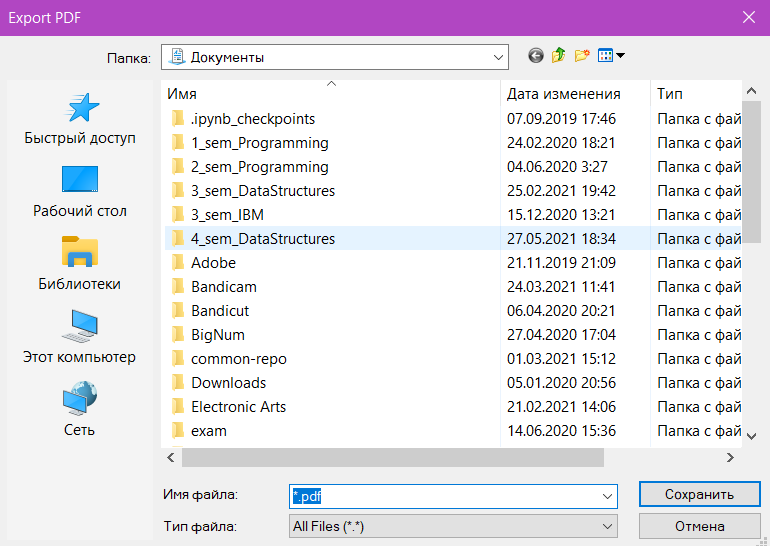 Export PDF
Папка: Документы
Имя Дата изменения Тип
.ipynb_checkpoints 07.09.2019 17:46 Папка с фай
1_sem_Programming 24.02.2020 18:21 Папка с фай
2_sem_Programming 04.06.2020 3:27 Папка с фай
3_sem_DataStructures 25.02.2021 19:42 Папка с фай
3_sem_IBM 15.12.2020 13:21 Папка с фай
4_sem_DataStructures 27.05.2021 18:34 Папка с фай
Adobe 21.11.2019 21:09 Папка с фай
Bandicam 24.03.2021 11:41 Папка с фай
Bandicut 06.04.2020 20:21 Папка с фай
BigNum 27.04.2020 17:04 Папка с фай
common-repo 01.03.2021 15:12 Папка с фай
Downloads 05.01.2020 20:56 Папка с фай
Electronic Arts 21.02.2021 14:06 Папка с фай
exam 14.06.2020 15:36 Папка с фай
Быстрый доступ
Рабочий стол
Библиотеки
Этот компьютер
Сеть
Имя файла: *.pdf Сохранить
Тип файла: All Files (*.*) Отмена